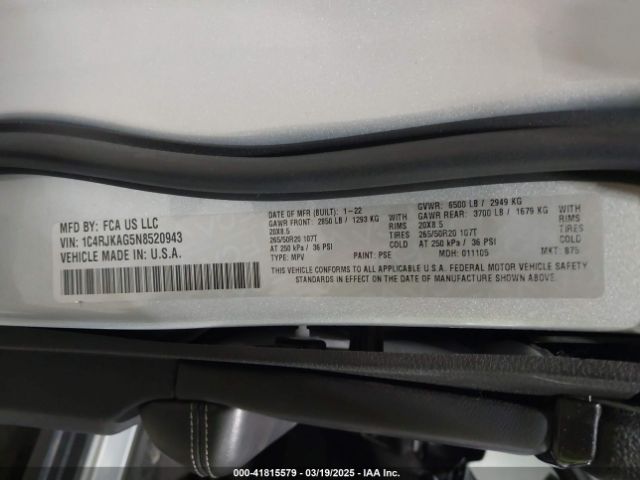 MFD BY: FCA US LLC
VIN: 1C4RJKAG5N8520943
VEHICLE MADE IN U.S.A.
DATE OF MFR (BUILT): 1-22
GAWR FRONT: 2850 LB / 1293 KG WITH
20X8.5 RIMS
265/50R20 107T TIRES
AT 250 kPa / 36 PSI COLD
TYPE: MPV PAINT: PSE
GVWR: 6500 LB / 2949 KG
GAWR REAR: 3700 LB / 1679 KG WITH
20X8.5 RIMS
265/50R20 107T TIRES
AT 250 kPa / 36 PSI COLD
MDH: 011105 MKT: B75
THIS VEHICLE CONFORMS TO ALL APPLICABLE U.S.A. FEDERAL MOTOR VEHICLE SAFETY
STANDARDS IN EFFECT ON THE DATE OF MANUFACTURE SHOWN ABOVE.
000-41815579 — 03/19/2025 — IAA Inc.